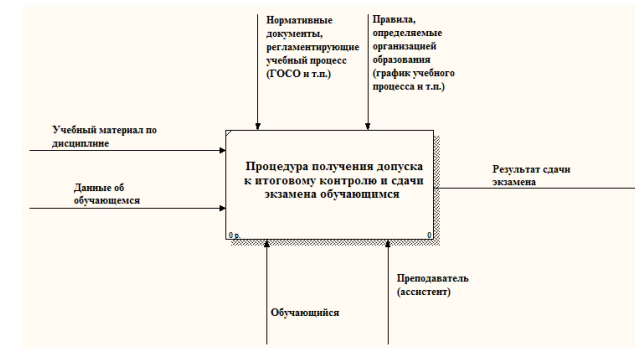 Нормативные
документы,
регламентирующие
учебный процесс
(ГОСО и т.п.)
Правила,
определяемые
организацией
образования
(график учебного
процесса и т.п.)
Учебный материал по
дисциплине
Данные об
обучающемся
Процедура получения допуска
к итоговому контролю и сдачи
экзамена обучающимся
0 р.
0
Результат сдачи
экзамена
Обучающийся
Преподаватель
(ассистент)